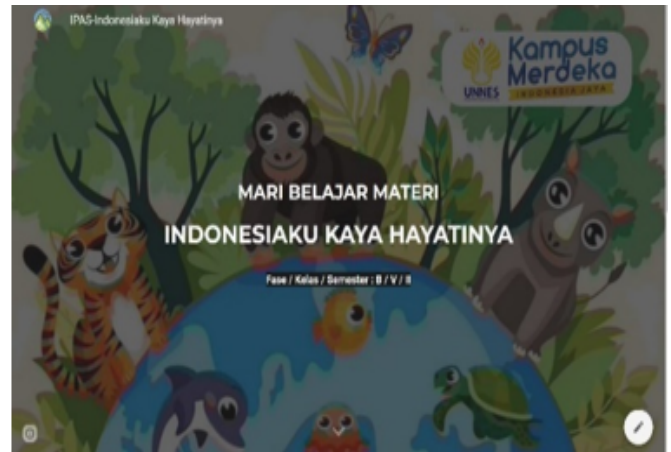 IPAS-Indonesiaku Kaya Hayatinya
Kampus
Merdeka
INDONESIA JAYA
UNNES
MARI BELAJAR MATERI
INDONESIAKU KAYA HAYATINYA
Fase / Kelas / Semester : B / V / II